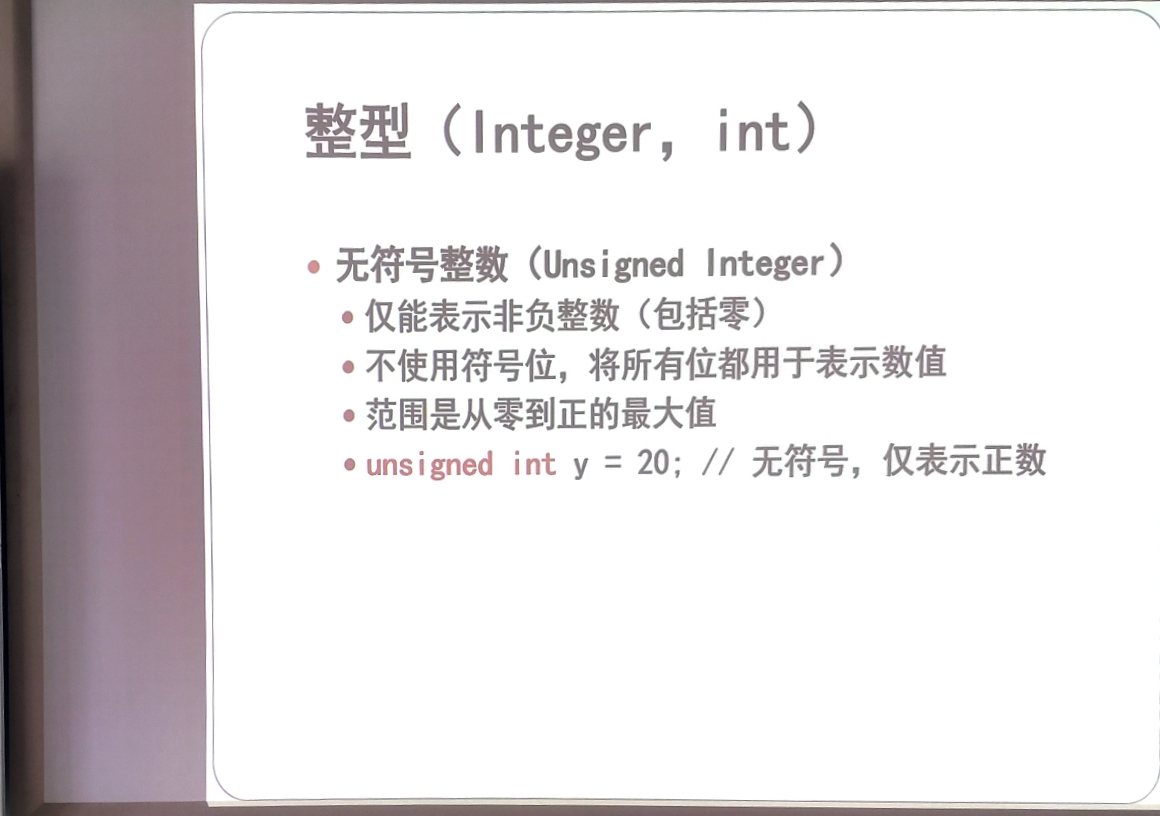 整型（Integer，int）
• 无符号整数（Unsigned Integer）
• 仅能表示非负整数（包括零）
• 不使用符号位，将所有位都用于表示数值
• 范围是从零到正的最大值
• unsigned int y = 20; // 无符号，仅表示正数